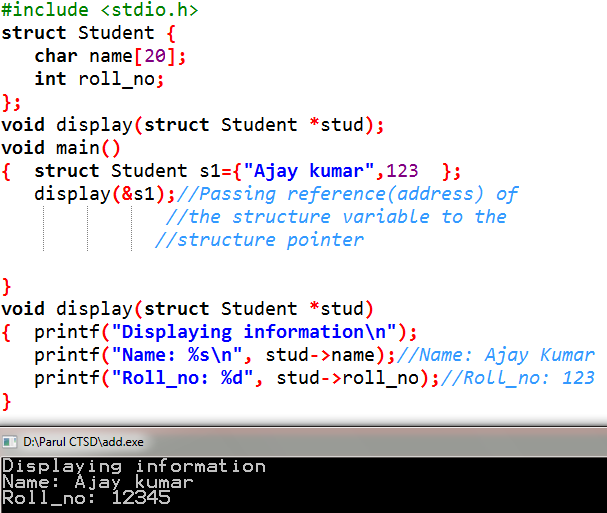 #include <stdio.h>
struct Student {
   char name[20];
   int roll_no;
};
void display(struct Student *stud);
void main()
{  struct Student s1={"Ajay kumar",123  };
   display(&s1);//Passing reference(address) of
               //the structure variable to the
              //structure pointer
}
void display(struct Student *stud)
{  printf("Displaying information\n");
   printf("Name: %s\n", stud->name);//Name: Ajay Kumar
   printf("Roll_no: %d", stud->roll_no);//Roll_no: 123
}
D:\Parul CTSD\add.exe
Displaying information
Name: Ajay kumar
Roll_no: 12345